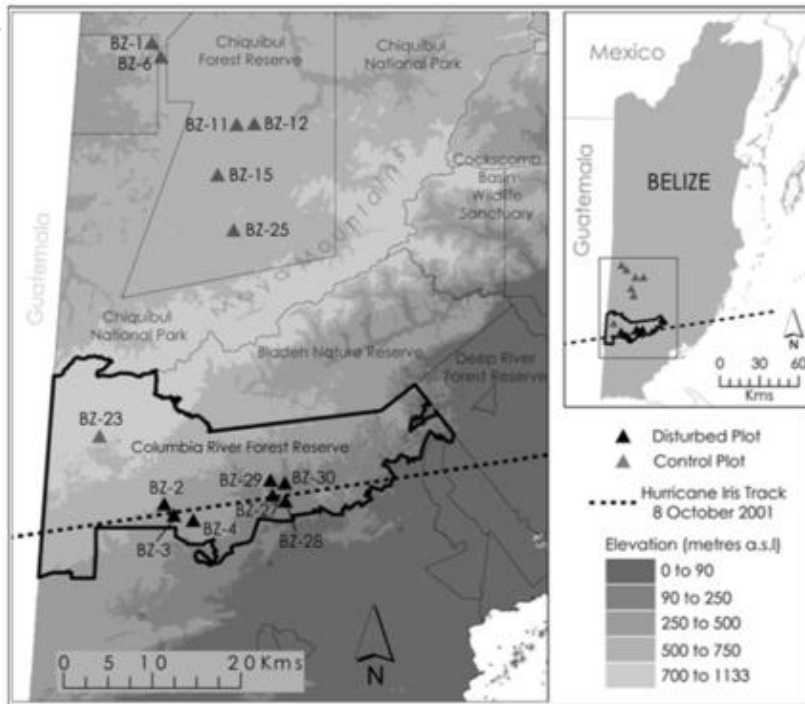 BZ-1
BZ-6
Chiquibul
Forest Reserve
Chiquibul
National Park
BZ-11
BZ-12
BZ-15
BZ-25
Cockscomb
Basin
Wildlife
Sanctuary
Maya Mountains
Guatemala
Chiquibul
National Park
Bladen Nature Reserve
Deep River
Forest Reserve
BZ-23
Columbia River Forest Reserve
BZ-29
BZ-30
BZ-2
BZ-27
BZ-4
BZ-3
BZ-28
0 10 20 Kms
N
Mexico
Guatemala
BELIZE
N
0 30 60
Kms
Disturbed Plot
Control Plot
Hurricane Iris Track
8 October 2001
Elevation (metres a.s.l)
0 to 90
90 to 250
250 to 500
500 to 750
700 to 1133